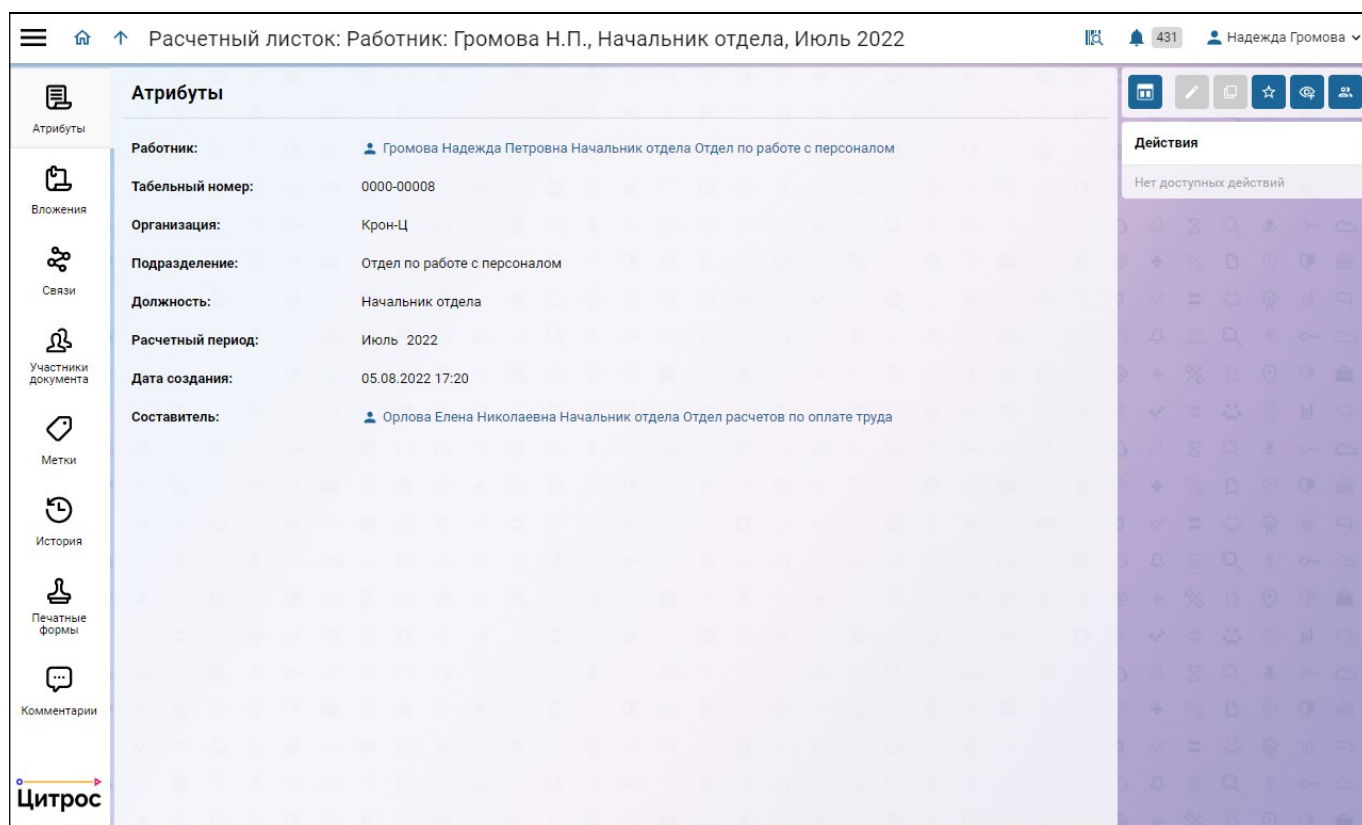 Расчетный листок: Работник: Громова Н.П., Начальник отдела, Июль 2022
431
Надежда Громова
Атрибуты
Вложения
Связи
Участники
документа
Метки
История
Печатные
формы
Комментарии
Цитрос
Атрибуты
Работник: Громова Надежда Петровна Начальник отдела Отдел по работе с персоналом
Табельный номер: 0000-00008
Организация: Крон-Ц
Подразделение: Отдел по работе с персоналом
Должность: Начальник отдела
Расчетный период: Июль 2022
Дата создания: 05.08.2022 17:20
Составитель: Орлова Елена Николаевна Начальник отдела Отдел расчетов по оплате труда
Действия
Нет доступных действий